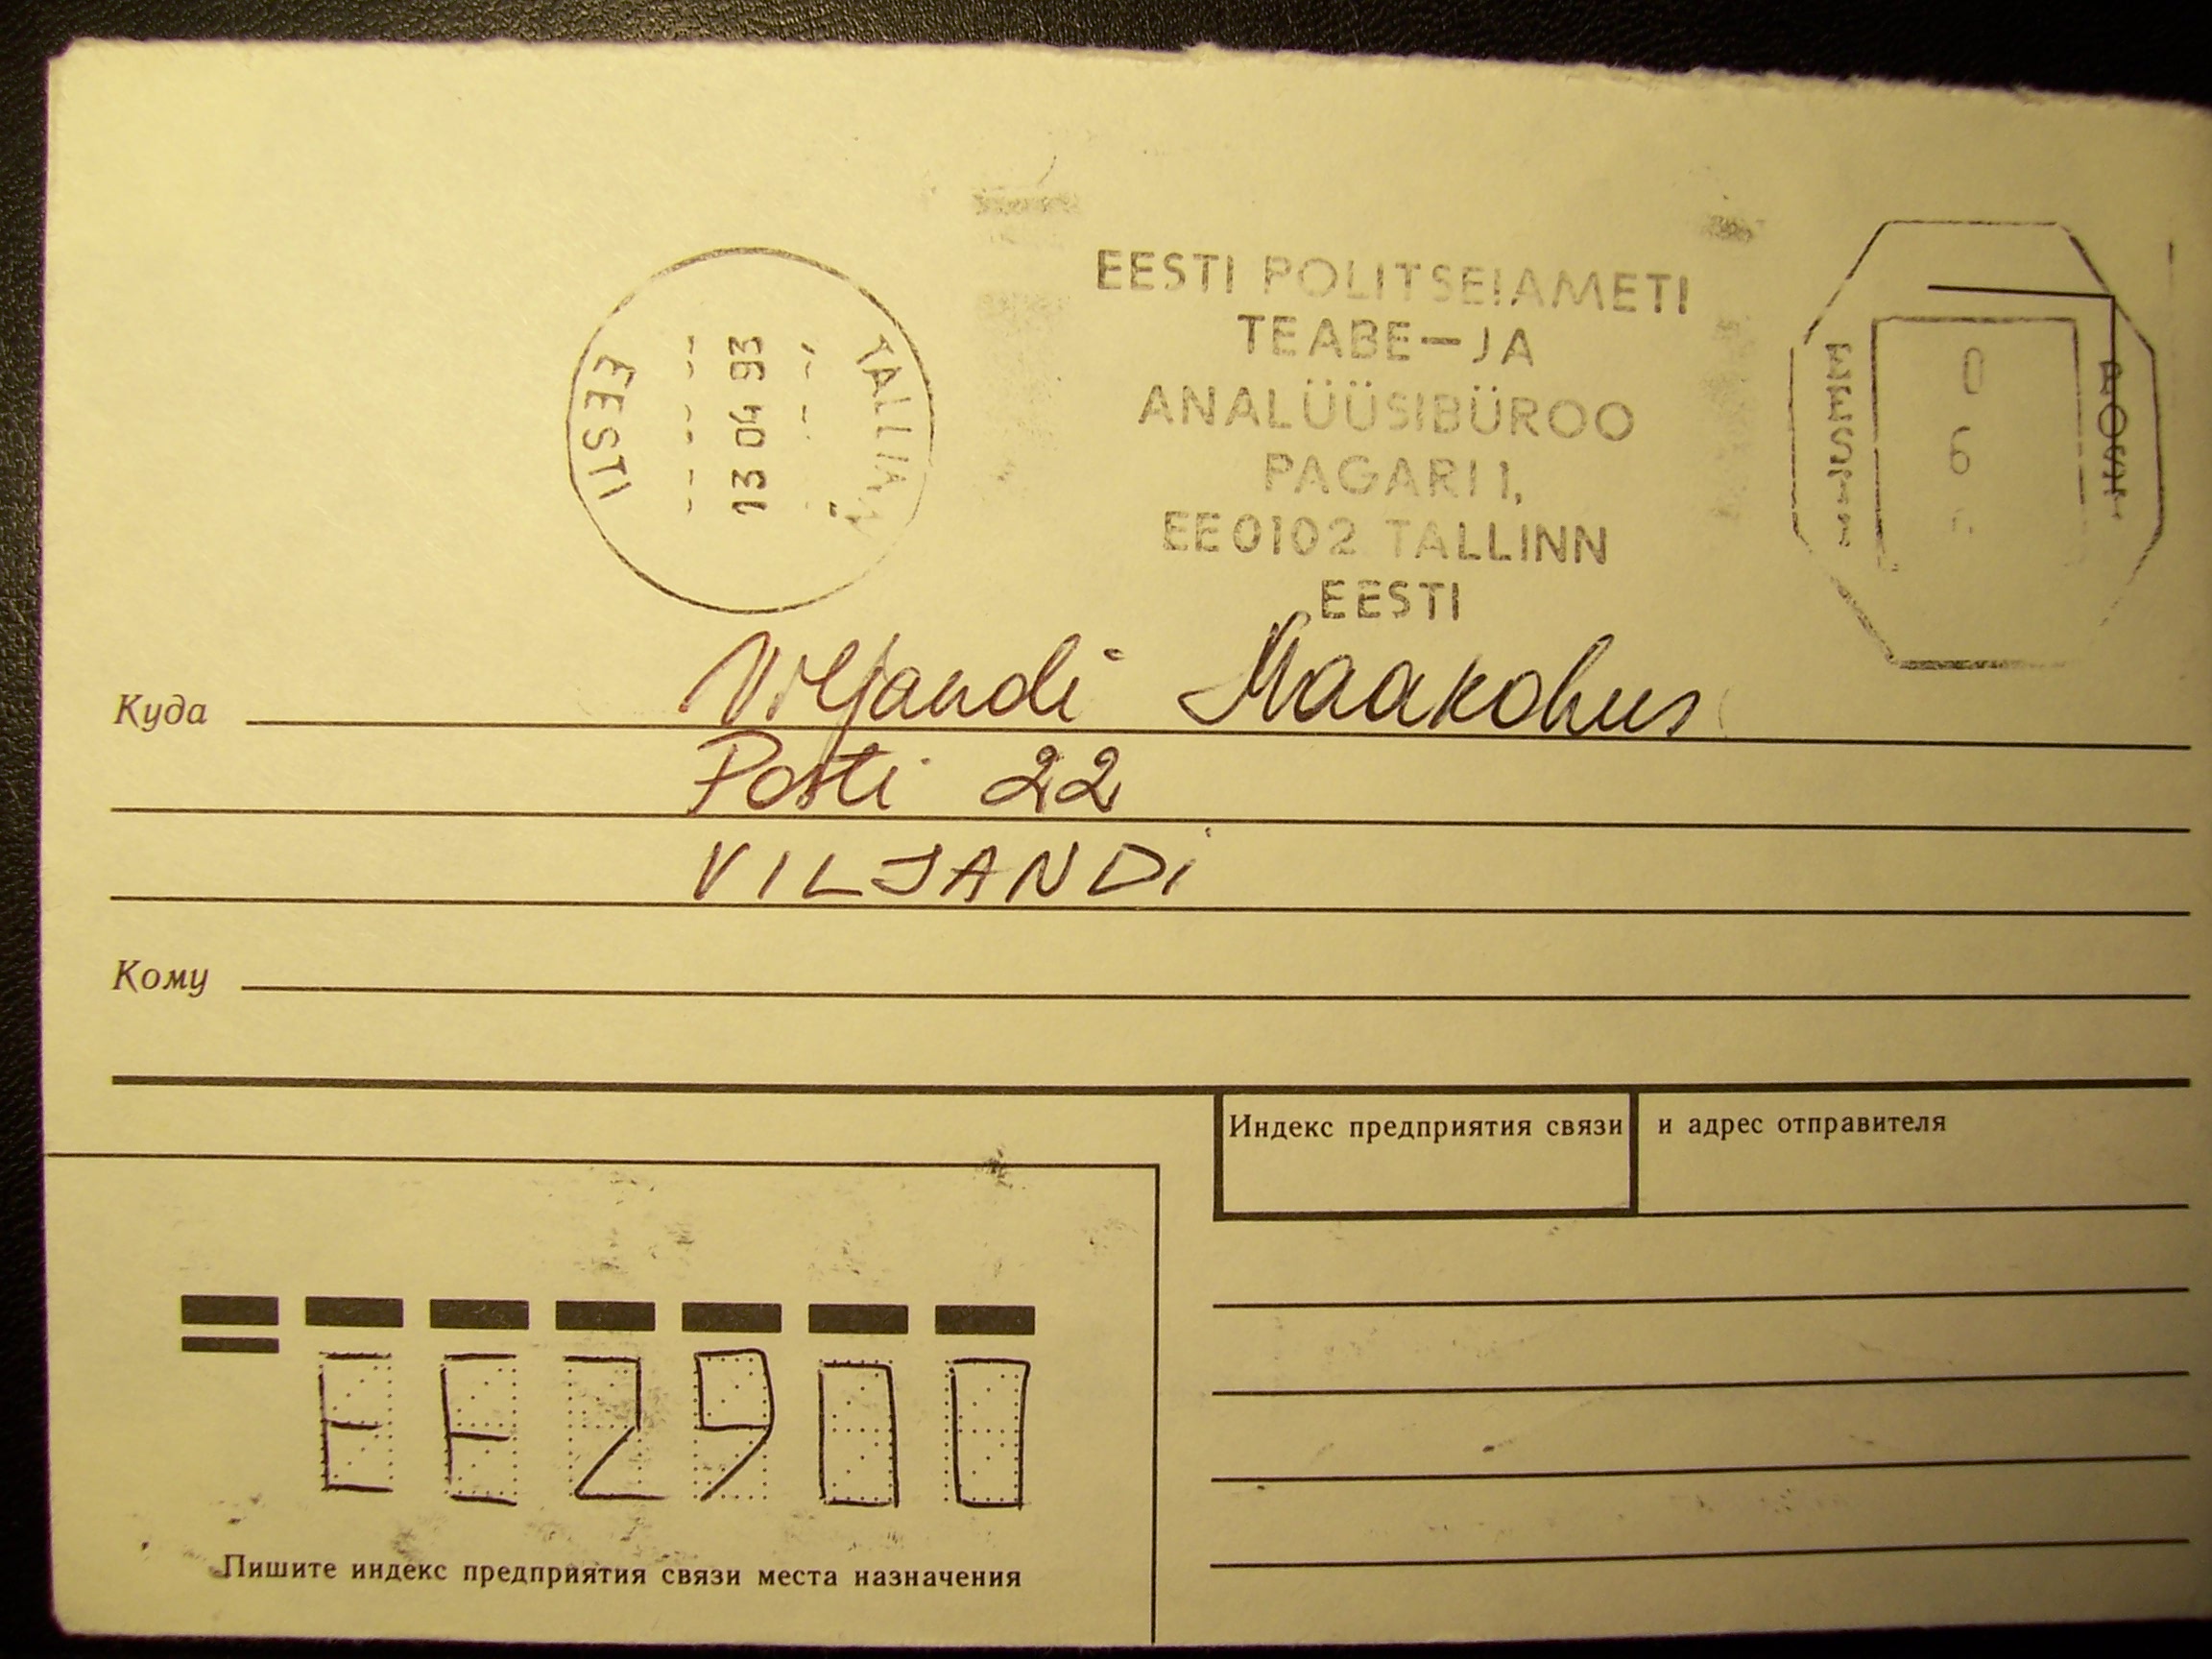 EESTI
13 04 93
TALLINN
EESTI POLITSEIAMETI
TEABE—JA
ANALÜÜSIBÜROO
PAGARI 1,
EE0102 TALLINN
EESTI
EESTI
0
6
POST
Куда
Viljandi Maakohus
Posti 22
VILJANDi
Кому
Индекс предприятия связи и адрес отправителя
EE2900
Пишите индекс предприятия связи места назначения